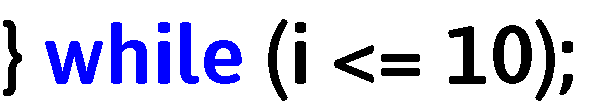 } while (i <= 10);